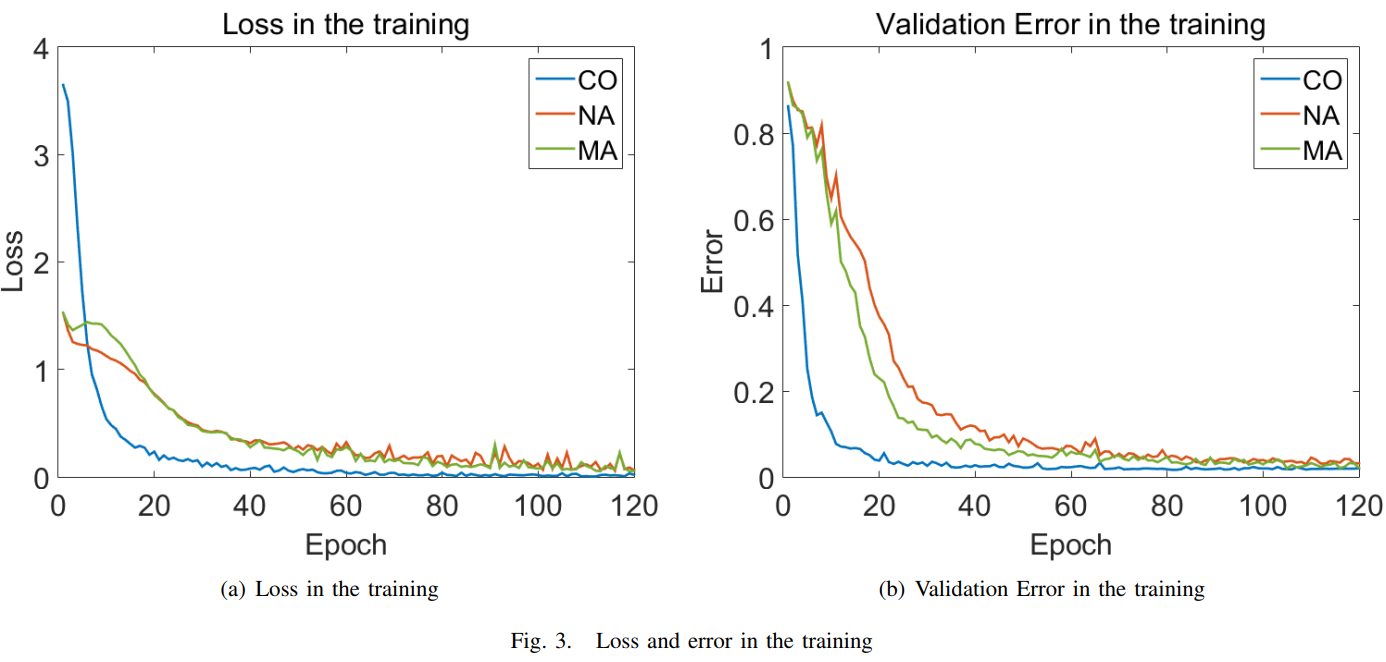 Loss in the training
4
3
2
1
0
Loss
0 20 40 60 80 100 120
Epoch
CO
NA
MA
(a) Loss in the training
Validation Error in the training
1
0.8
0.6
0.4
0.2
0
Error
0 20 40 60 80 100 120
Epoch
CO
NA
MA
(b) Validation Error in the training
Fig. 3. Loss and error in the training